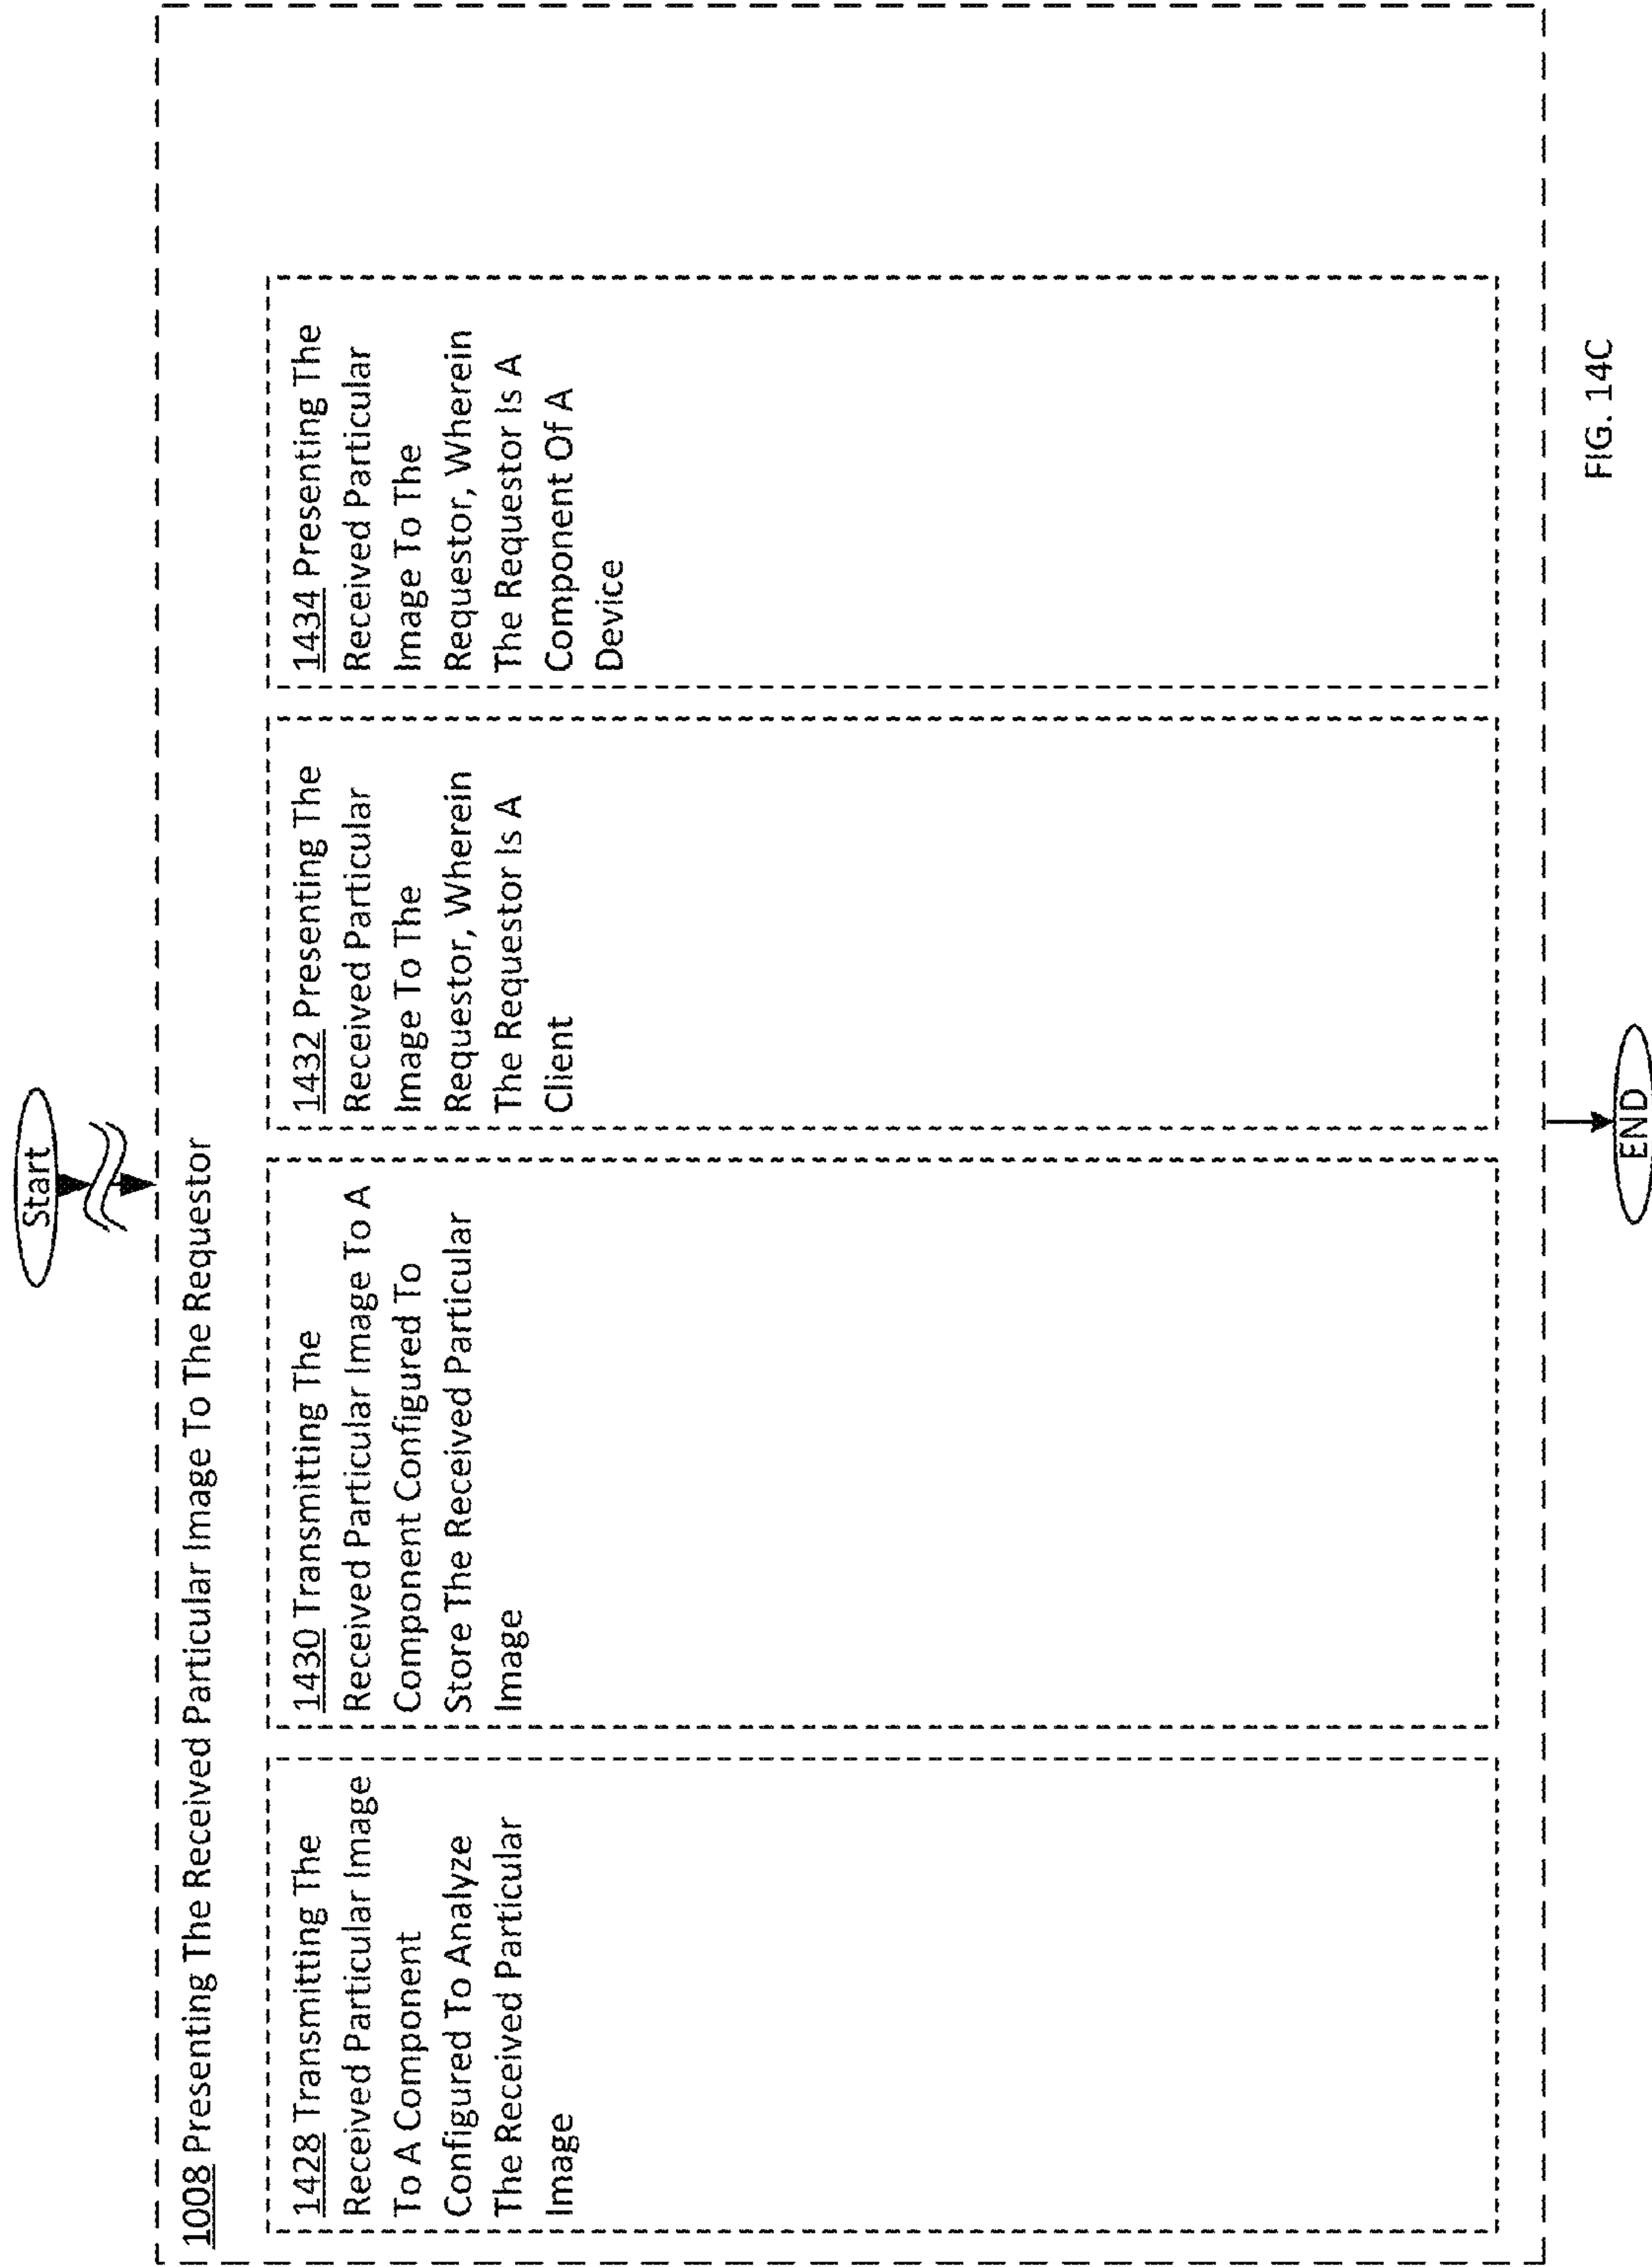 Start
1008 Presenting The Received Particular Image To The Requestor
1428 Transmitting The
Received Particular Image
To A Component
Configured To Analyze
The Received Particular
Image
1430 Transmitting The
Received Particular Image To A
Component Configured To
Store The Received Particular
Image
1432 Presenting The
Received Particular
Image To The
Requestor, Wherein
The Requestor Is A
Client
1434 Presenting The
Received Particular
Image To The
Requestor, Wherein
The Requestor Is A
Component Of A
Device
END
FIG. 14C